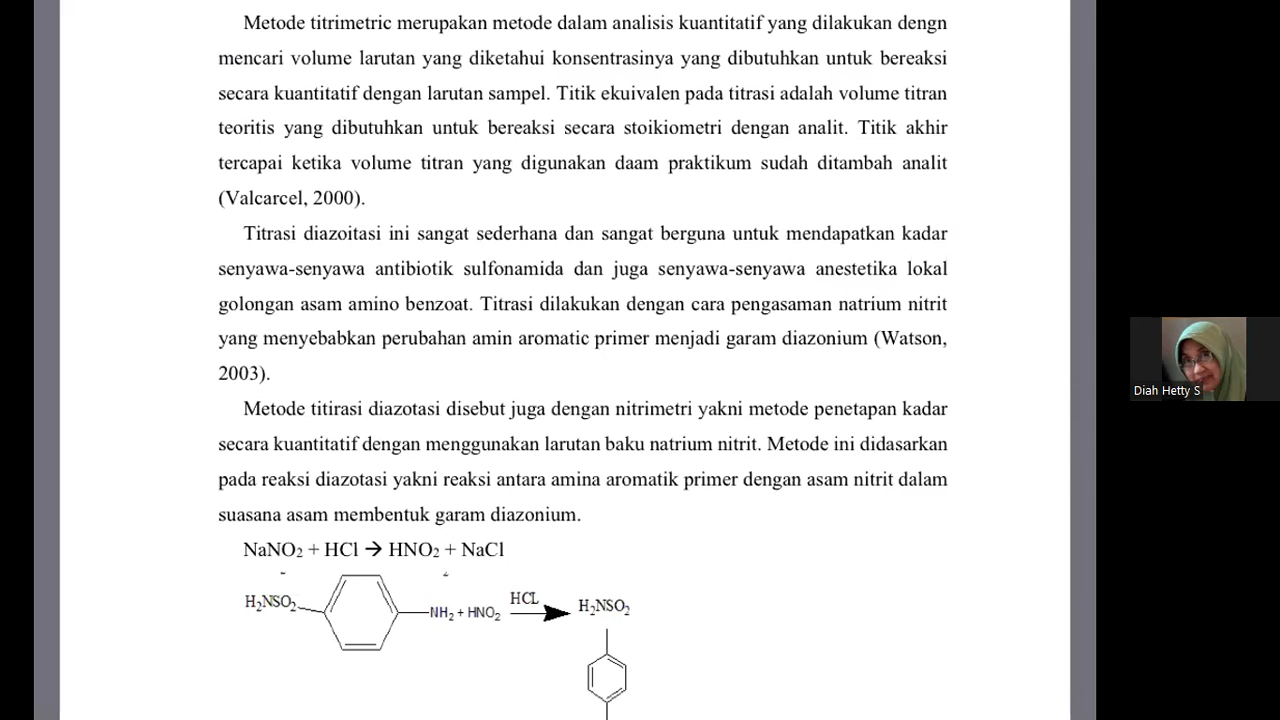 Metode titrimetric merupakan metode dalam analisis kuantitatif yang dilakukan dengn
mencari volume larutan yang diketahui konsentrasinya yang dibutuhkan untuk bereaksi
secara kuantitatif dengan larutan sampel. Titik ekuivalen pada titrasi adalah volume titran
teoritis yang dibutuhkan untuk bereaksi secara stoikiometri dengan analit. Titik akhir
tercapai ketika volume titran yang digunakan daam praktikum sudah ditambah analit
(Valcarcel, 2000).
Titrasi diazoitasi ini sangat sederhana dan sangat berguna untuk mendapatkan kadar
senyawa-senyawa antibiotik sulfonamida dan juga senyawa-senyawa anestetika lokal
golongan asam amino benzoat. Titrasi dilakukan dengan cara pengasaman natrium nitrit
yang menyebabkan perubahan amin aromatic primer menjadi garam diazonium (Watson,
2003).
Metode titirasi diazotasi disebut juga dengan nitrimetri yakni metode penetapan kadar
secara kuantitatif dengan menggunakan larutan baku natrium nitrit. Metode ini didasarkan
pada reaksi diazotasi yakni reaksi antara amina aromatik primer dengan asam nitrit dalam
suasana asam membentuk garam diazonium.
NaNO₂ + HCl → HNO₂ + NaCl
H₂NSO₂ NH₂ + HNO₂ HCL H₂NSO₂
Diah Hetty S